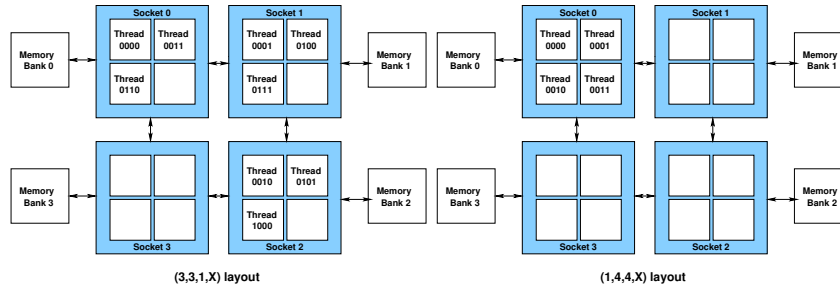 Socket 0
Thread 0000
Thread 0011
Thread 0110
Memory Bank 0
Socket 1
Thread 0001
Thread 0100
Thread 0111
Memory Bank 1
Memory Bank 3
Socket 3
Thread 0010
Thread 0101
Thread 1000
Socket 2
Memory Bank 2
(3,3,1,X) layout
Memory Bank 0
Socket 0
Thread 0000
Thread 0001
Thread 0010
Thread 0011
Socket 1
Memory Bank 1
Memory Bank 3
Socket 3
Socket 2
Memory Bank 2
(1,4,4,X) layout